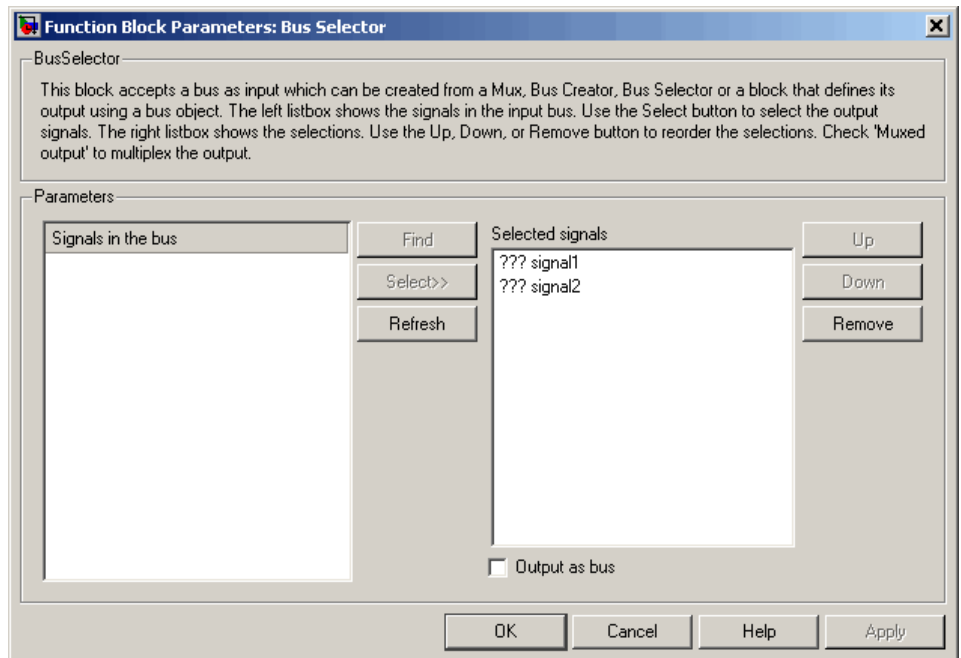 Function Block Parameters: Bus Selector
BusSelector
This block accepts a bus as input which can be created from a Mux, Bus Creator, Bus Selector or a block that defines its
output using a bus object. The left listbox shows the signals in the input bus. Use the Select button to select the output
signals. The right listbox shows the selections. Use the Up, Down, or Remove button to reorder the selections. Check 'Muxed
output' to multiplex the output.
Parameters
Signals in the bus
Find
Select>>
Refresh
Selected signals
??? signal1
??? signal2
Up
Down
Remove
Output as bus
OK
Cancel
Help
Apply